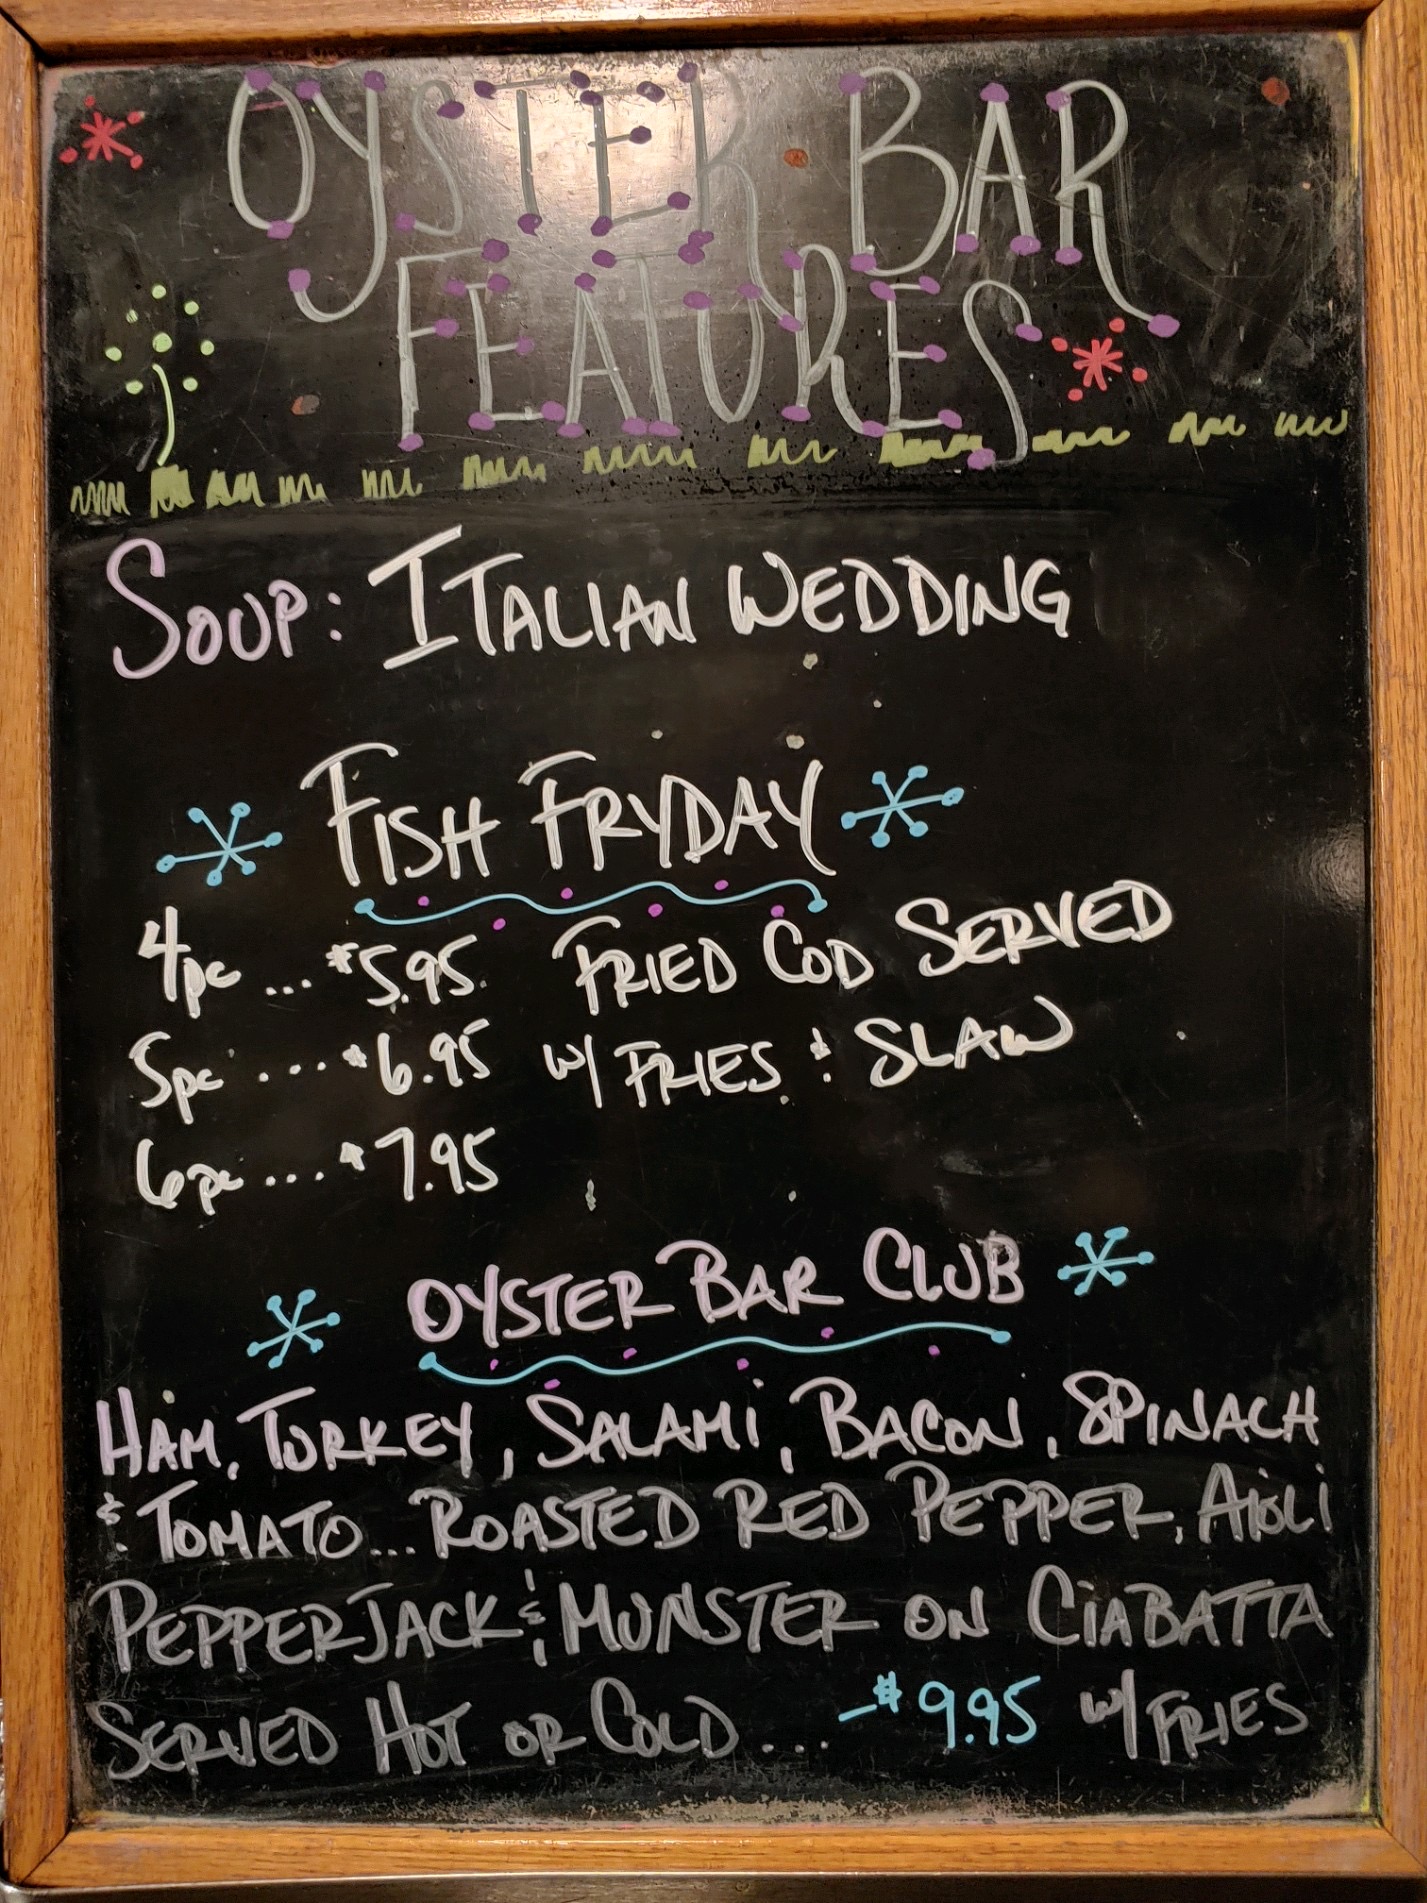 OYSTER BAR
FEATURES
SOUP: ITALIAN WEDDING
FISH FRYDAY
4pc ... $5.95. FRIED COD SERVED
5pc .... $6.95 w/ FRIES & SLAW
6pc .... $7.95
OYSTER BAR CLUB
HAM, TURKEY, SALAMI, BACON, SPINACH
& TOMATO... ROASTED RED PEPPER, AIOLI
PEPPERJACK & MUNSTER ON CIABATTA
SERVED HOT OR COLD .... -$9.95 w/ FRIES